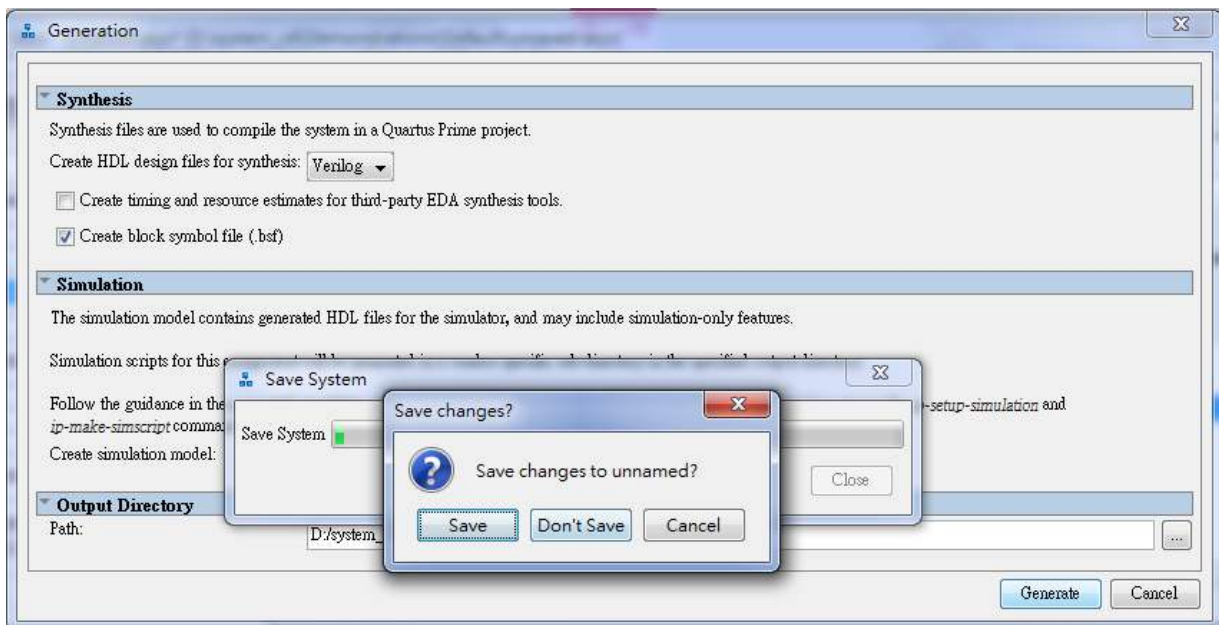 Generation
Synthesis
Synthesis files are used to compile the system in a Quartus Prime project.
Create HDL design files for synthesis: Verilog
Create timing and resource estimates for third-party EDA synthesis tools.
Create block symbol file (.bsf)
Simulation
The simulation model contains generated HDL files for the simulator, and may include simulation-only features.
Simulation scripts for this
Follow the guidance in the -setup-simulation and
ip-make-simscript
Create simulation model:
Save System
Save System
Close
Save changes?
Save changes to unnamed?
Save Don't Save Cancel
Output Directory
Path: D:/system_ ...
Generate Cancel